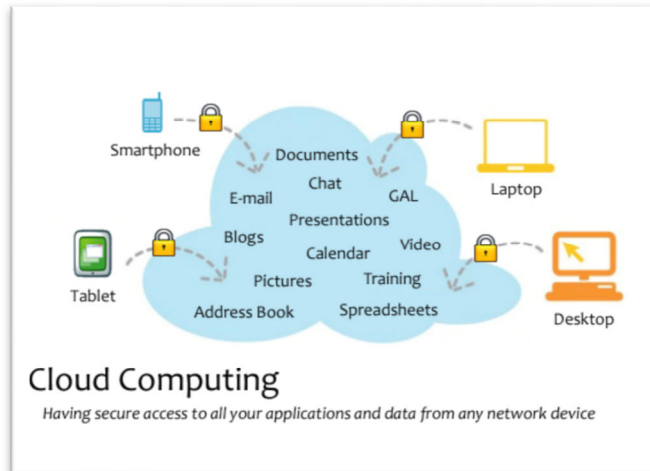 Smartphone
Documents
Chat
E-mail
GAL
Laptop
Presentations
Blogs
Calendar
Video
Tablet
Pictures
Training
Address Book
Spreadsheets
Desktop
Cloud Computing
Having secure access to all your applications and data from any network device